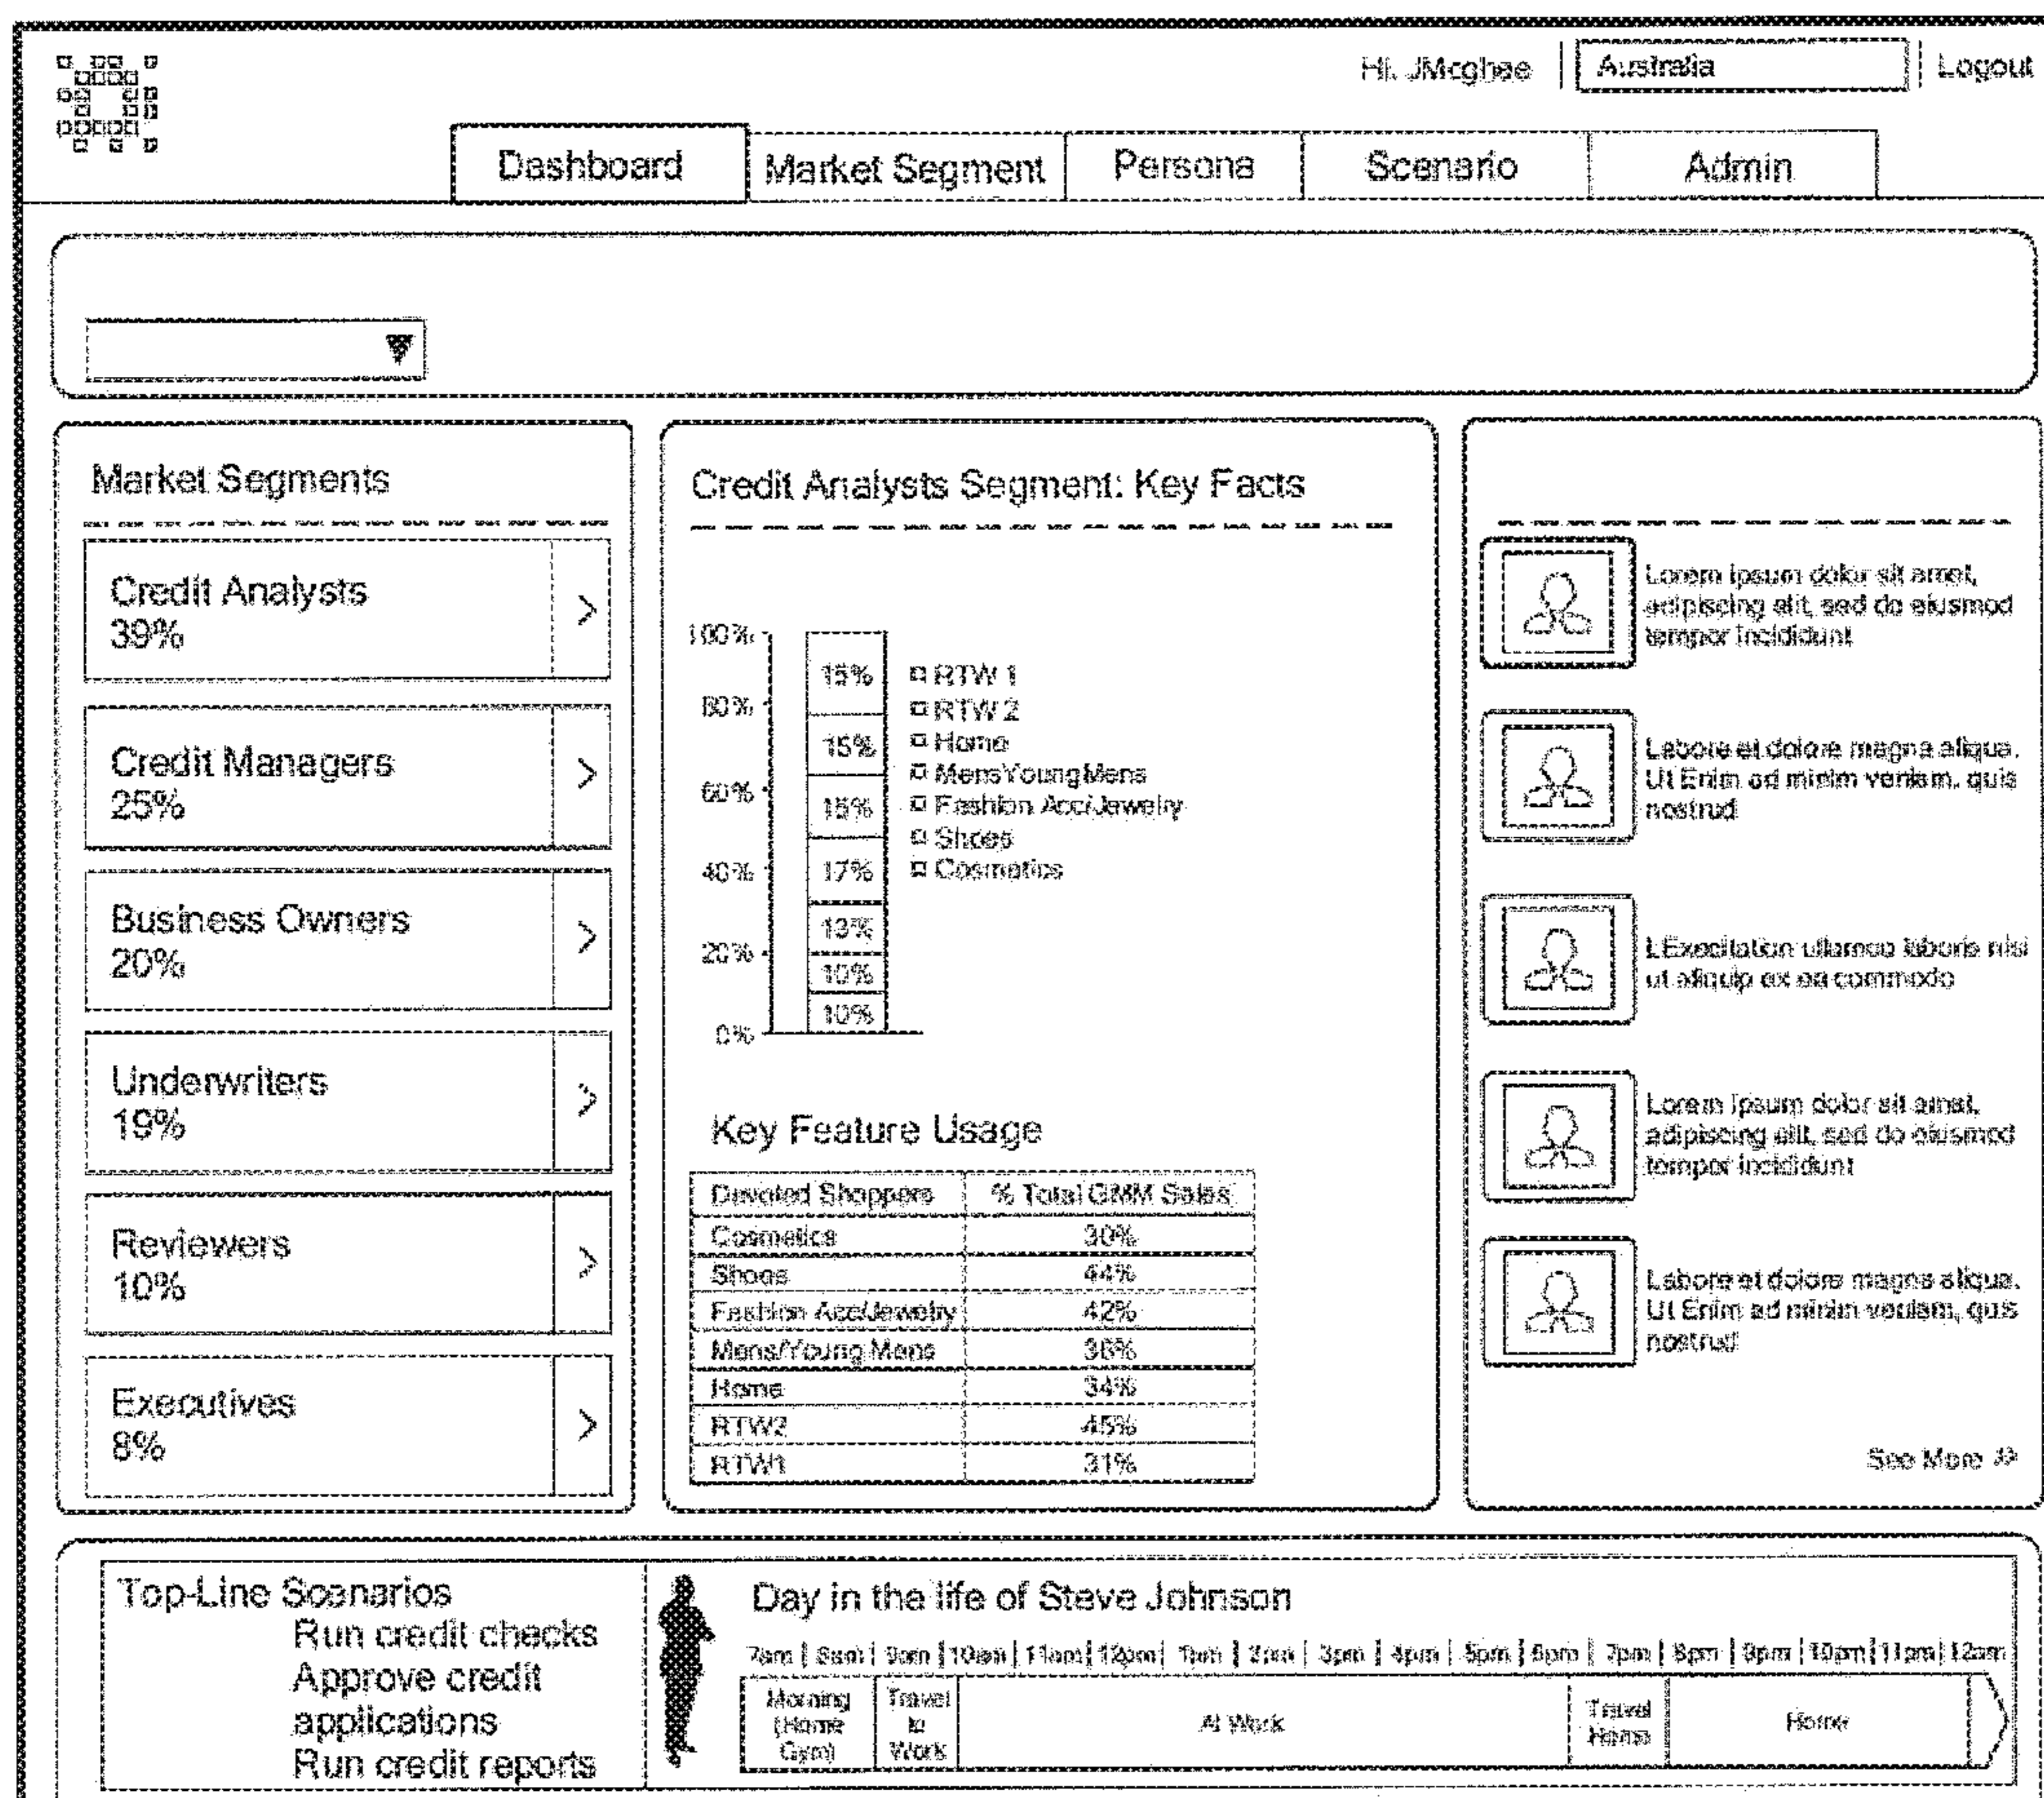 Hi, JMcghee
Australia
Logout
Dashboard
Market Segment
Persona
Scenario
Admin
Market Segments
Credit Analysts
39%
Credit Managers
25%
Business Owners
20%
Underwriters
19%
Reviewers
10%
Executives
8%
Credit Analysts Segment: Key Facts
100%
80%
60%
40%
20%
0%
15%
15%
15%
17%
13%
10%
10%
RTW 1
RTW 2
Home
MensYoungMens
Fashion Acc/Jewelry
Shoes
Cosmetics
Key Feature Usage
Devoted Shoppers % Total GMM Sales
Cosmetics 30%
Shoes 44%
Fashion Acc/Jewelry 42%
Mens/Young Mens 36%
Home 34%
RTW2 45%
RTW1 31%
Lorem ipsum dolor sit amet,
adipiscing elit, sed do eiusmod
tempor incididunt
Labore et dolore magna aliqua.
Ut Enim ad minim veniam, quis
nostrud
ullamco laboris nisi
ut aliquip ex ea commodo
Lorem ipsum dolor sit amet,
adipiscing elit, sed do eiusmod
tempor incididunt
Labore et dolore magna aliqua.
Ut Enim ad minim veniam, quis
nostrud
See More >>
Top-Line Scenarios
Run credit checks
Approve credit
applications
Run credit reports
Day in the life of Steve Johnson
7am | 8am | 9am | 10am | 11am | 12pm | 1pm | 2pm | 3pm | 4pm | 5pm | 6pm | 7pm | 8pm | 9pm | 10pm | 11pm | 12am
Morning
(Home
Gym)
Travel
to
Work
At Work
Travel
Home
Home